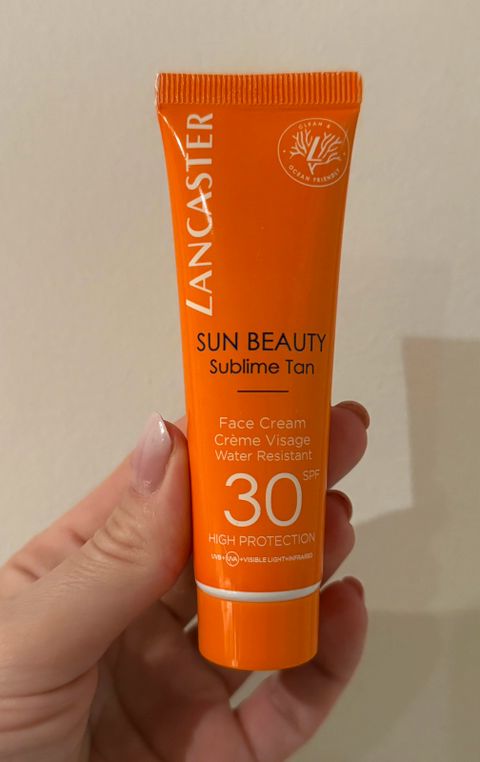 LANCASTER
CLEAN &
OCEAN FRIENDLY
L
SUN BEAUTY
Sublime Tan
Face Cream
Crème Visage
Water Resistant
30 SPF
HIGH PROTECTION
UVB+UVA+VISIBLE LIGHT+INFRARED